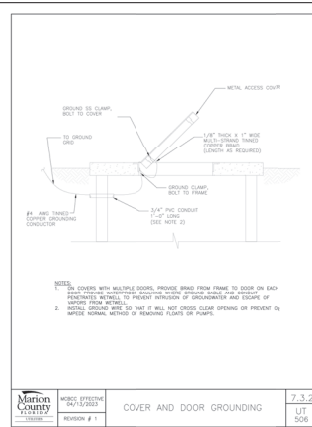 METAL ACCESS COVER
GROUND SS CLAMP,
BOLT TO COVER
1/8" THICK X 1" WIDE
MULTI-STRAND TINNED
COPPER BRAID
(LENGTH AS REQUIRED)
TO GROUND
GRID
GROUND CLAMP,
BOLT TO FRAME
#4 AWG TINNED
COPPER GROUNDING
CONDUCTOR
3/4" PVC CONDUIT
1'-0" LONG
(SEE NOTE 2)
NOTES:
1. ON COVERS WITH MULTIPLE DOORS, PROVIDE BRAID FROM FRAME TO DOOR ON EACH
PENETRATES WETWELL TO PREVENT INTRUSION OF GROUNDWATER AND ESCAPE OF
VAPORS FROM WETWELL.
2. INSTALL GROUND WIRE SO THAT IT WILL NOT CROSS CLEAR OPENING OR PREVENT OR
IMPEDE NORMAL METHOD OF REMOVING FLOATS OR PUMPS.
Marion
County
FLORIDA
UTILITIES
MCBCC EFFECTIVE
04/13/2023
REVISION # 1
COVER AND DOOR GROUNDING
7.3.2
UT
506